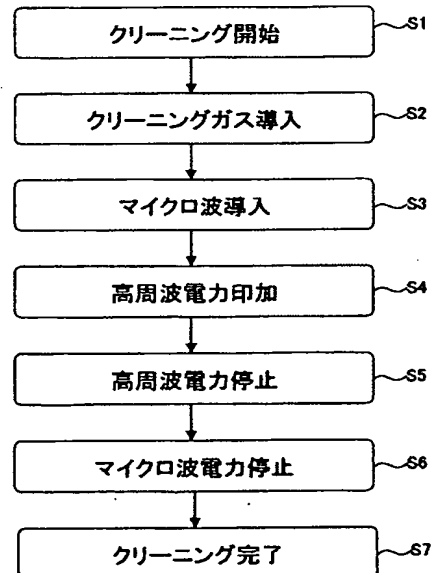 クリーニング開始 S1
クリーニングガス導入 S2
マイクロ波導入 S3
高周波電力印加 S4
高周波電力停止 S5
マイクロ波電力停止 S6
クリーニング完了 S7